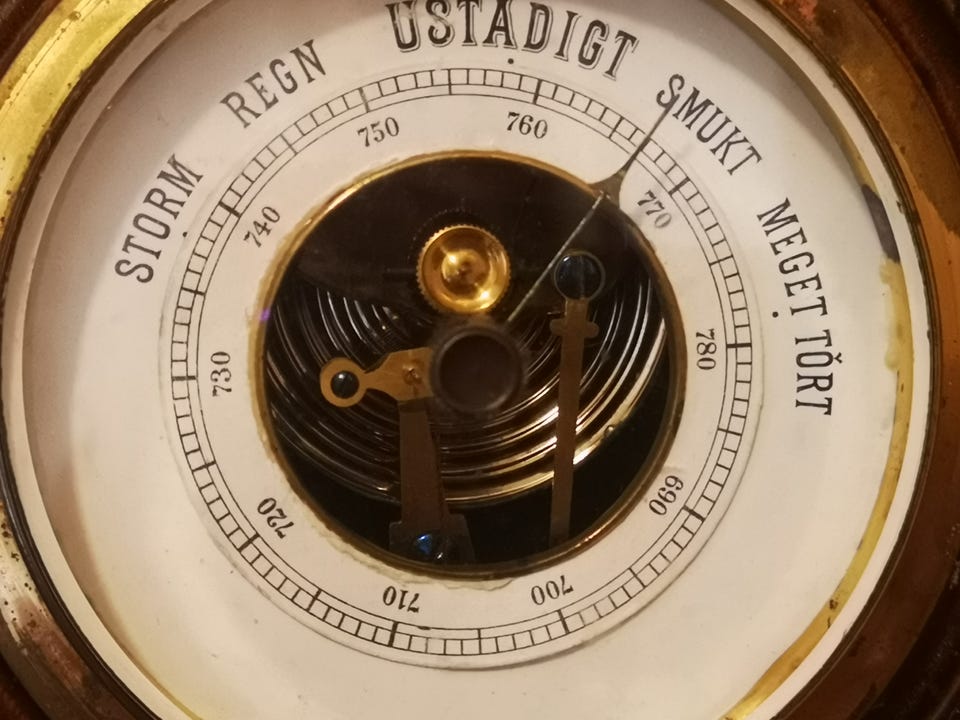 STORM
REGN
USTADIGT
SMUKT
MEGET TÖRT
690
700
710
720
730
740
750
760
770
780